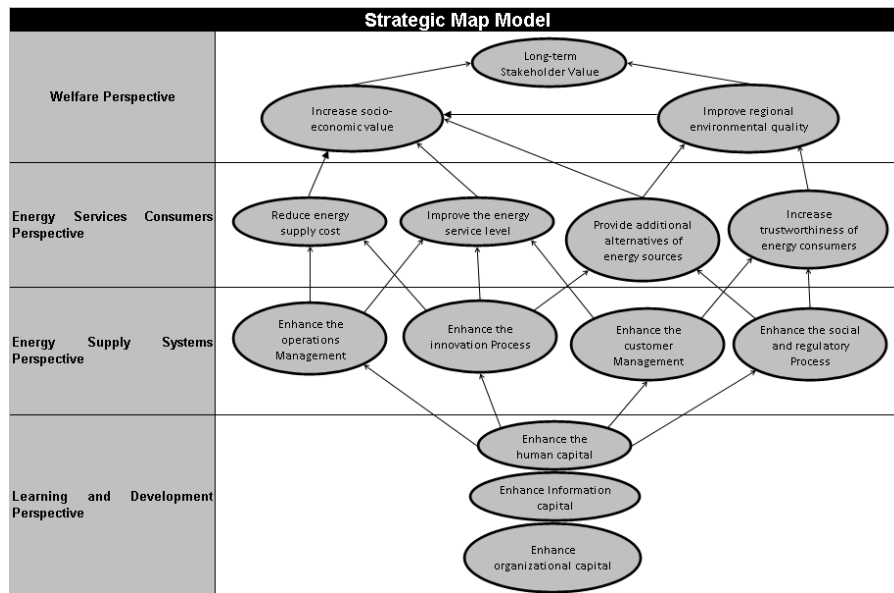 Strategic Map Model
Welfare Perspective
Long-term
Stakeholder Value
Increase socio-
economic value
Improve regional
environmental quality
Energy Services Consumers
Perspective
Reduce energy
supply cost
Improve the energy
service level
Provide additional
alternatives of
energy sources
Increase
trustworthiness of
energy consumers
Energy Supply Systems
Perspective
Enhance the
operations
Management
Enhance the
innovation Process
Enhance the
customer
Management
Enhance the social
and regulatory
Process
Learning and Development
Perspective
Enhance the
human capital
Enhance Information
capital
Enhance
organizational capital